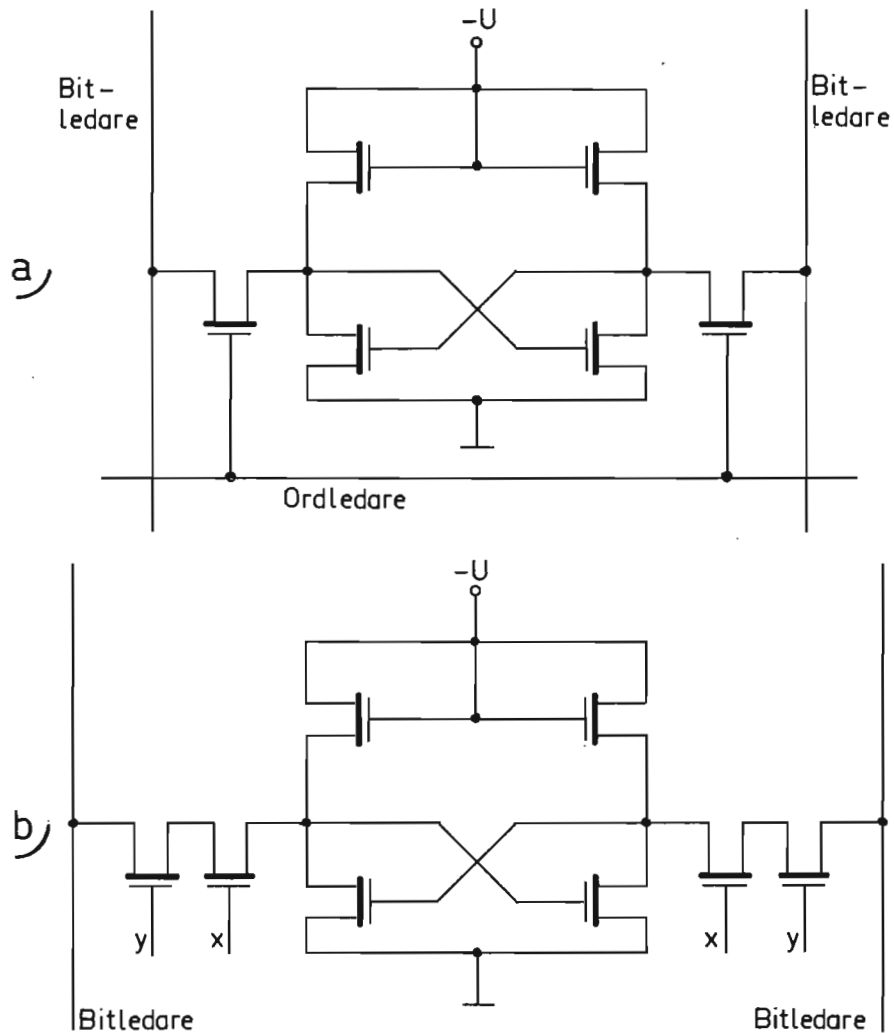 -U
Bit-
ledare
Bit-
ledare
a
Ordledare
-U
b
y
x
x
y
Bitledare
Bitledare